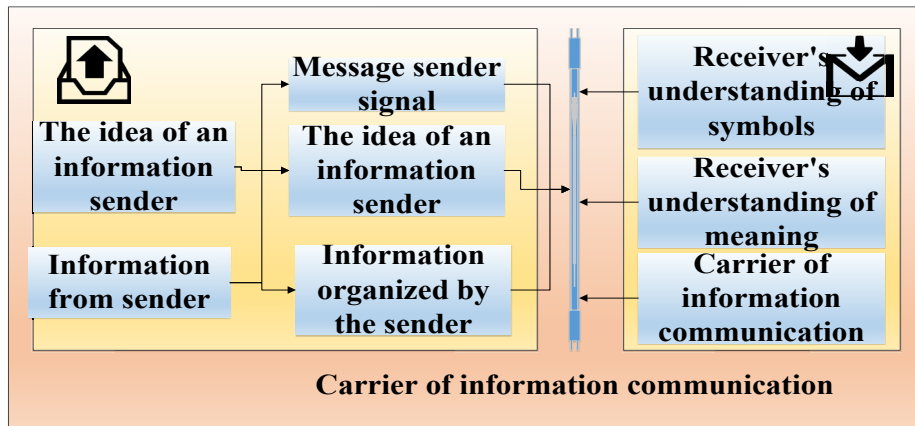 The idea of an
information
sender
Information
from sender
Message sender
signal
The idea of an
information
sender
Information
organized by
the sender
Receiver's
understanding of
symbols
Receiver's
understanding of
meaning
Carrier of
information
communication
Carrier of information communication